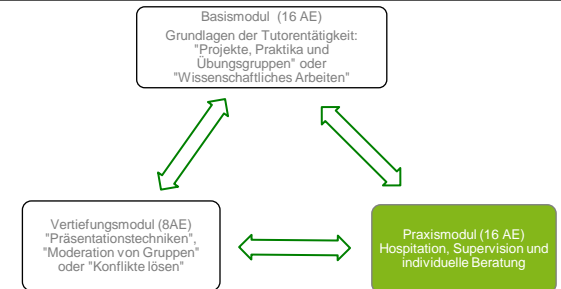 Basismodul (16 AE)
Grundlagen der Tutorentätigkeit:
"Projekte, Praktika und
Übungsgruppen" oder
"Wissenschaftliches Arbeiten"
Vertiefungsmodul (8AE)
"Präsentationstechniken",
"Moderation von Gruppen"
oder "Konflikte lösen"
Praxismodul (16 AE)
Hospitation, Supervision und
individuelle Beratung